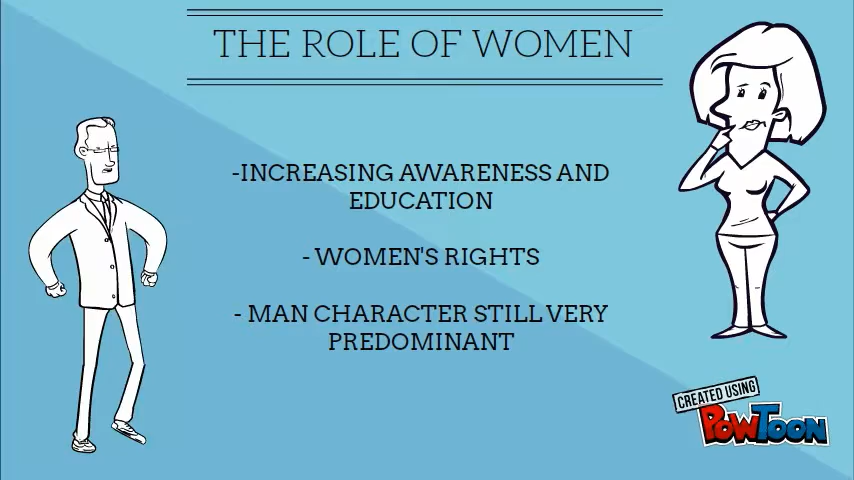 THE ROLE OF WOMEN
-INCREASING AWARENESS AND
EDUCATION
- WOMEN'S RIGHTS
- MAN CHARACTER STILL VERY
PREDOMINANT
CREATED USING
POWTOON